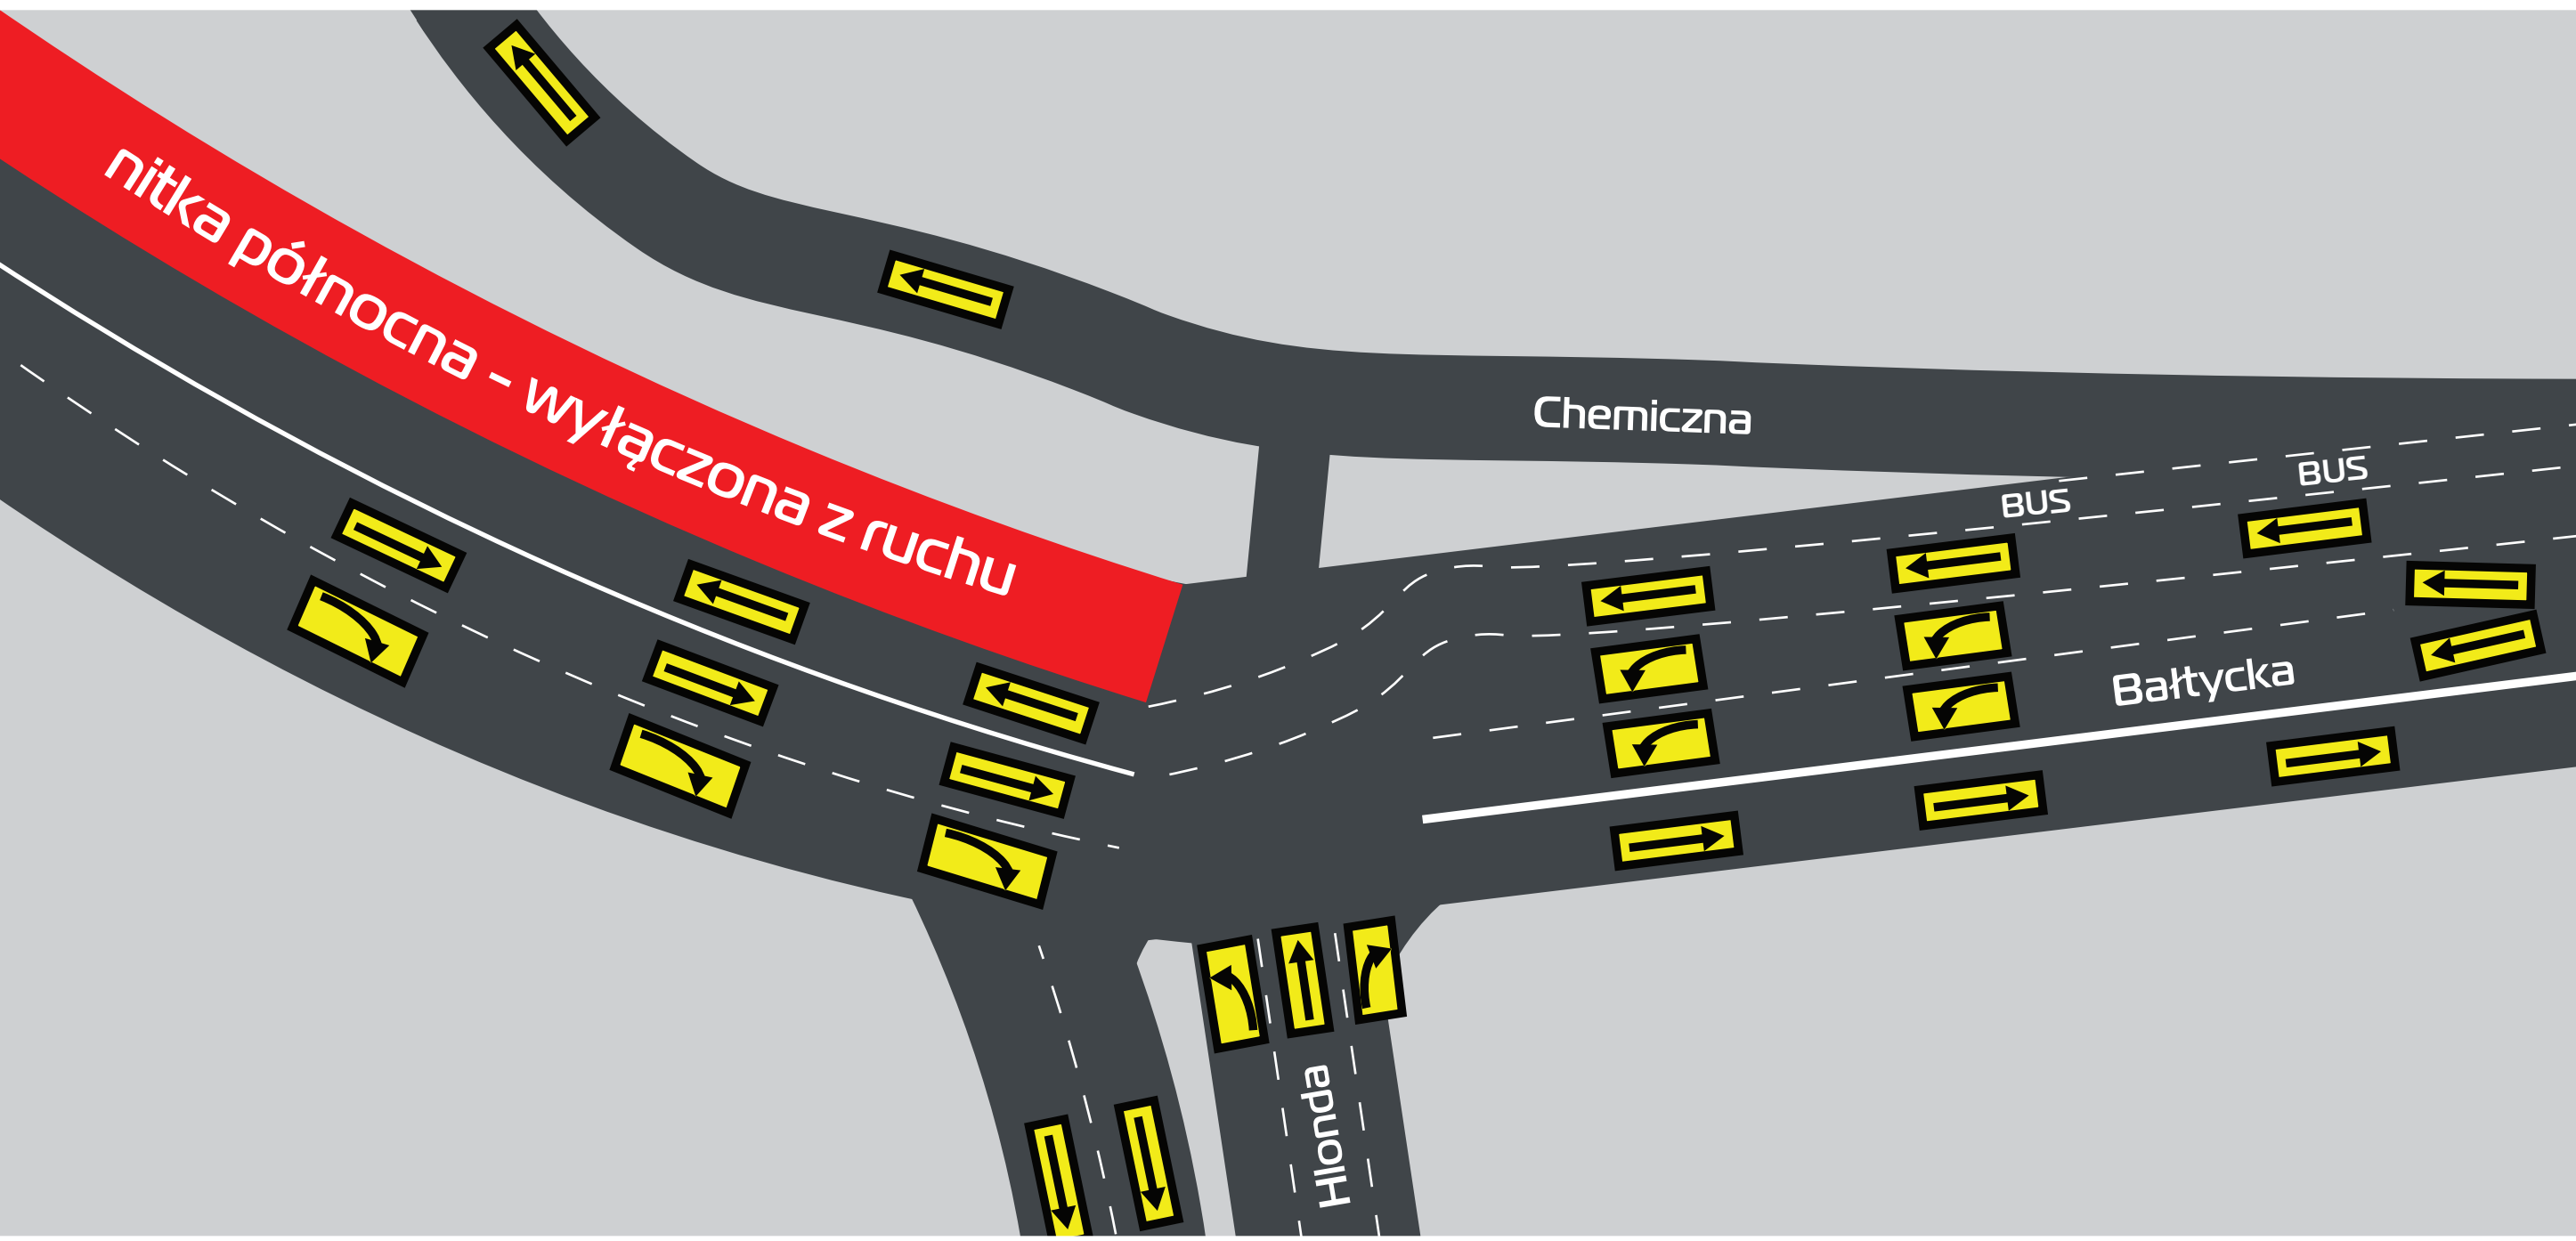 nitka północna - wyłączona z ruchu
Chemiczna
BUS
BUS
Bałtycka
Hlonda